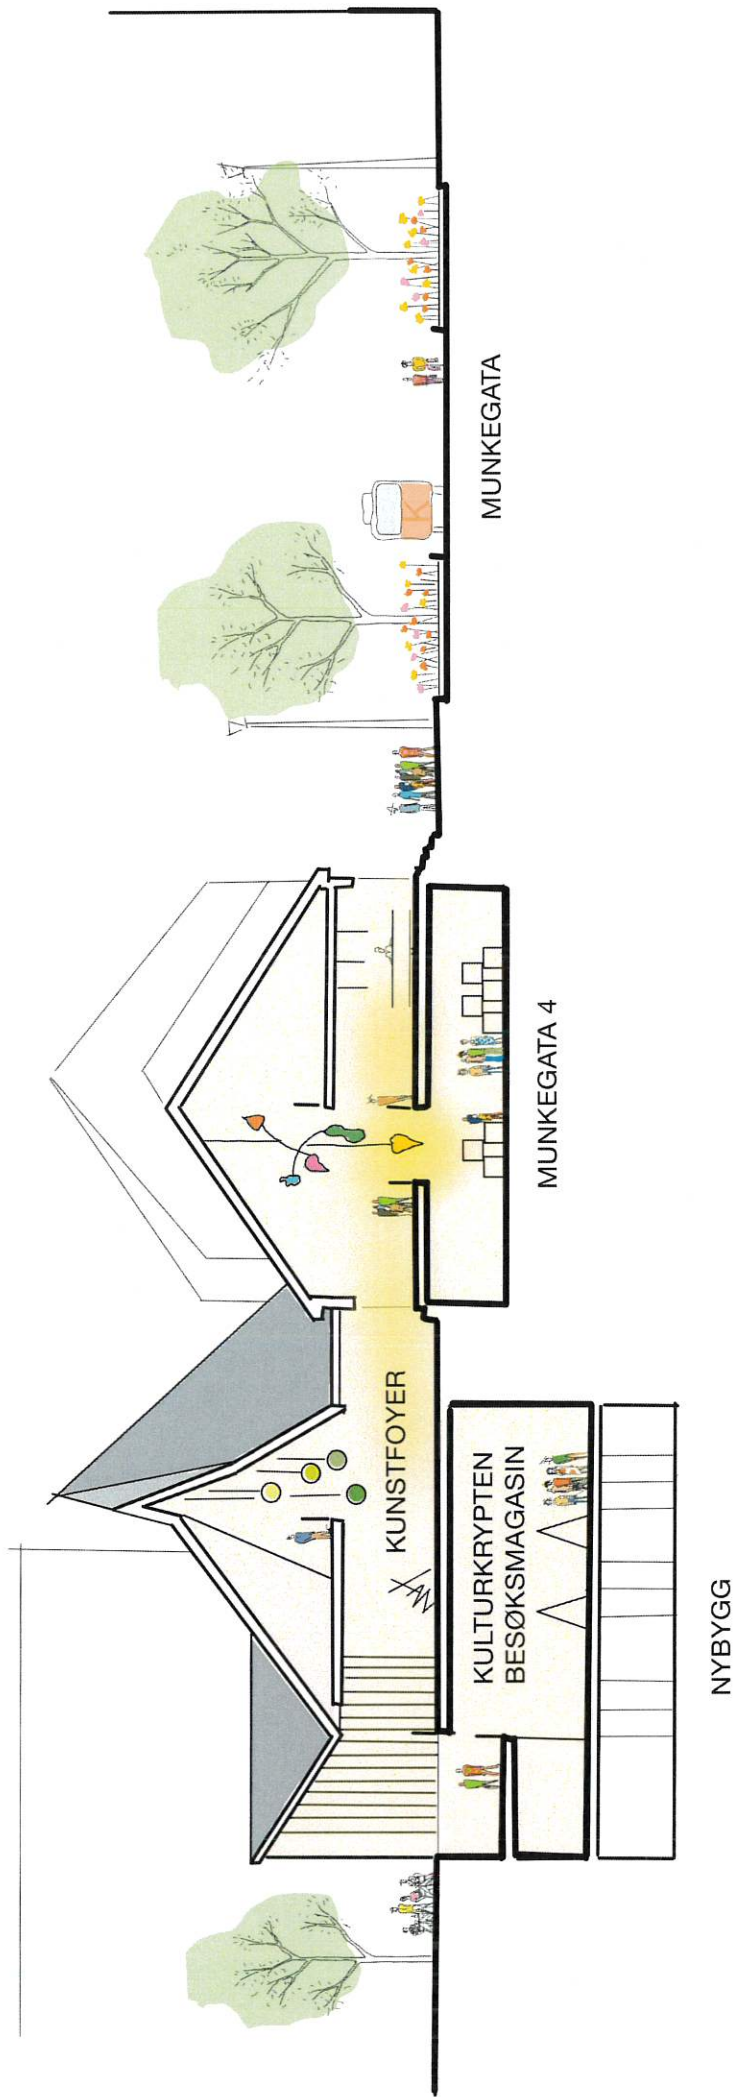 KUNSTFOYER
KULTURKRYPTEN
BESØKSMAGASIN
NYBYGG
MUNKEGATA 4
K
MUNKEGATA